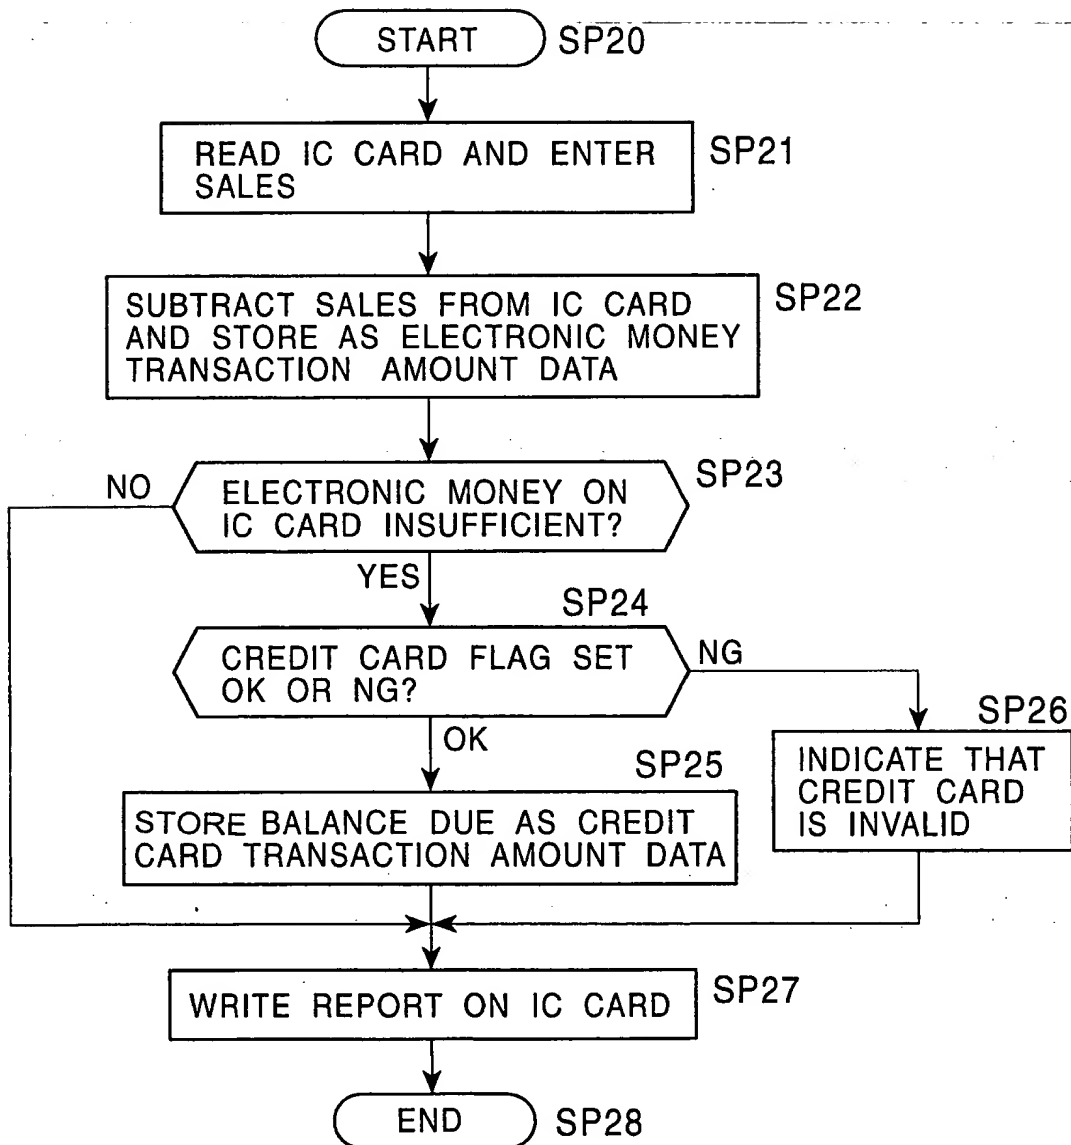 START
SP20
READ IC CARD AND ENTER
SALES
SP21
SUBTRACT SALES FROM IC CARD
AND STORE AS ELECTRONIC MONEY
TRANSACTION AMOUNT DATA
SP22
ELECTRONIC MONEY ON
IC CARD INSUFFICIENT?
SP23
NO
YES
SP24
CREDIT CARD FLAG SET
OK OR NG?
NG
OK
SP25
STORE BALANCE DUE AS CREDIT
CARD TRANSACTION AMOUNT DATA
SP26
INDICATE THAT
CREDIT CARD
IS INVALID
WRITE REPORT ON IC CARD
SP27
END
SP28